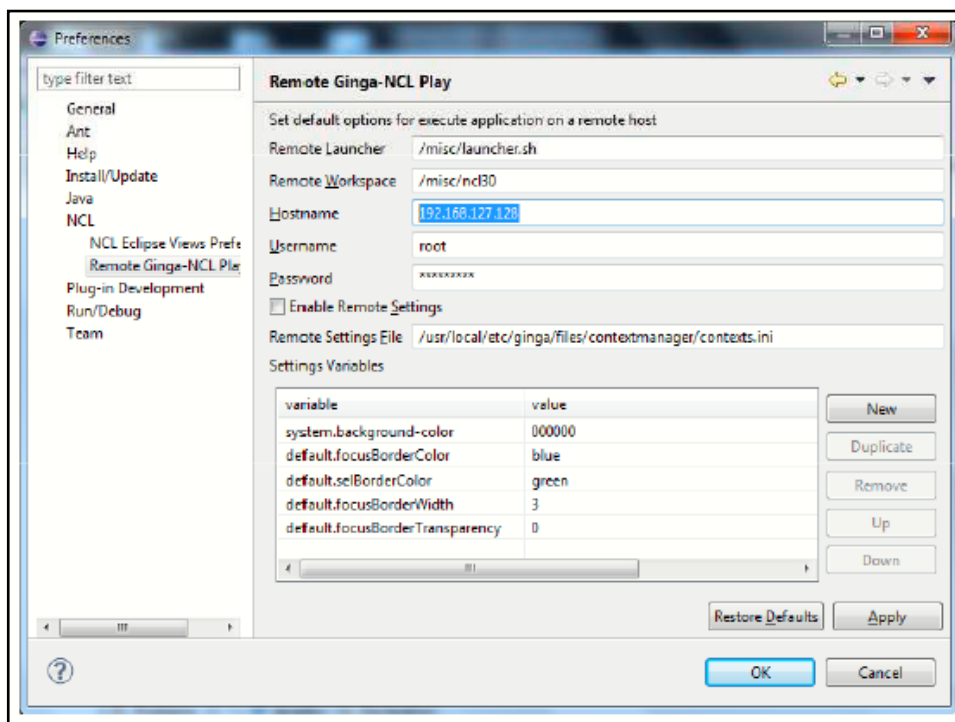 Preferences
type filter text
General
Ant
Help
Install/Update
Java
NCL
NCL Eclipse Views Prefe
Remote Ginga-NCL Pla
Plug-in Development
Run/Debug
Team
Remote Ginga-NCL Play
Set default options for execute application on a remote host
Remote Launcher /misc/launcher.sh
Remote Workspace /misc/ncl30
Hostname 192.168.127.128
Username root
Password *********
Enable Remote Settings
Remote Settings File /usr/local/etc/ginga/files/contextmanager/contexts.ini
Settings Variables
variable value
system.background-color 000000
default.focusBorderColor blue
default.selBorderColor green
default.focusBorderWidth 3
default.focusBorderTransparency 0
New
Duplicate
Remove
Up
Down
Restore Defaults Apply
? OK Cancel